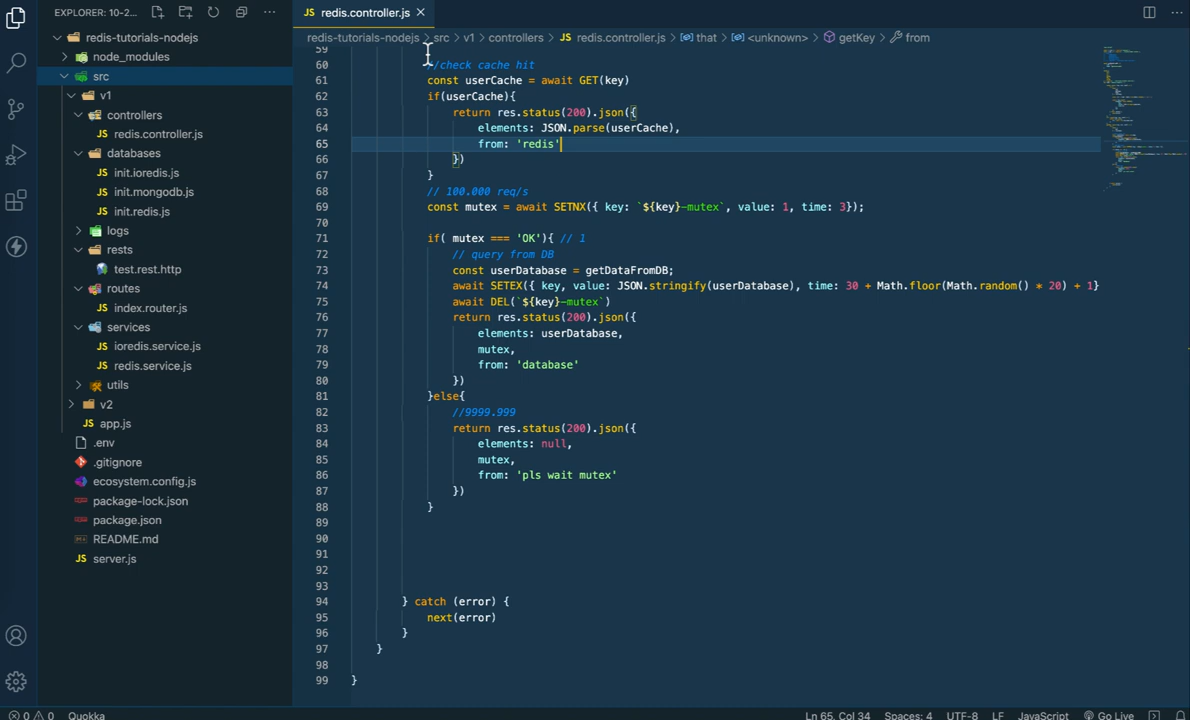 EXPLORER: 10-2...
JS redis.controller.js ×
redis-tutorials-nodejs > src > v1 > controllers > JS redis.controller.js > that > <unknown> > getKey > from
redis-tutorials-nodejs
node_modules
src
v1
controllers
JS redis.controller.js
databases
JS init.ioredis.js
JS init.mongodb.js
JS init.redis.js
logs
rests
test.rest.http
routes
JS index.router.js
services
JS ioredis.service.js
JS redis.service.js
utils
v2
JS app.js
.env
.gitignore
ecosystem.config.js
package-lock.json
package.json
README.md
JS server.js
59
60 //check cache hit
61 const userCache = await GET(key)
62 if(userCache){
63 return res.status(200).json({
64 elements: JSON.parse(userCache),
65 from: 'redis'
66 })
67 }
68 // 100.000 req/s
69 const mutex = await SETNX({ key: `${key}-mutex`, value: 1, time: 3});
70
71 if( mutex === 'OK'){ // 1
72 // query from DB
73 const userDatabase = getDataFromDB;
74 await SETEX({ key, value: JSON.stringify(userDatabase), time: 30 + Math.floor(Math.random() * 20) + 1}
75 await DEL(`${key}-mutex`)
76 return res.status(200).json({
77 elements: userDatabase,
78 mutex,
79 from: 'database'
80 })
81 }else{
82 //9999.999
83 return res.status(200).json({
84 elements: null,
85 mutex,
86 from: 'pls wait mutex'
87 })
88 }
89
90
91
92
93
94 } catch (error) {
95 next(error)
96 }
97 }
98
99 }
0 0 Quokka Ln 65, Col 34 Spaces: 4 UTF-8 LF JavaScript Go Live